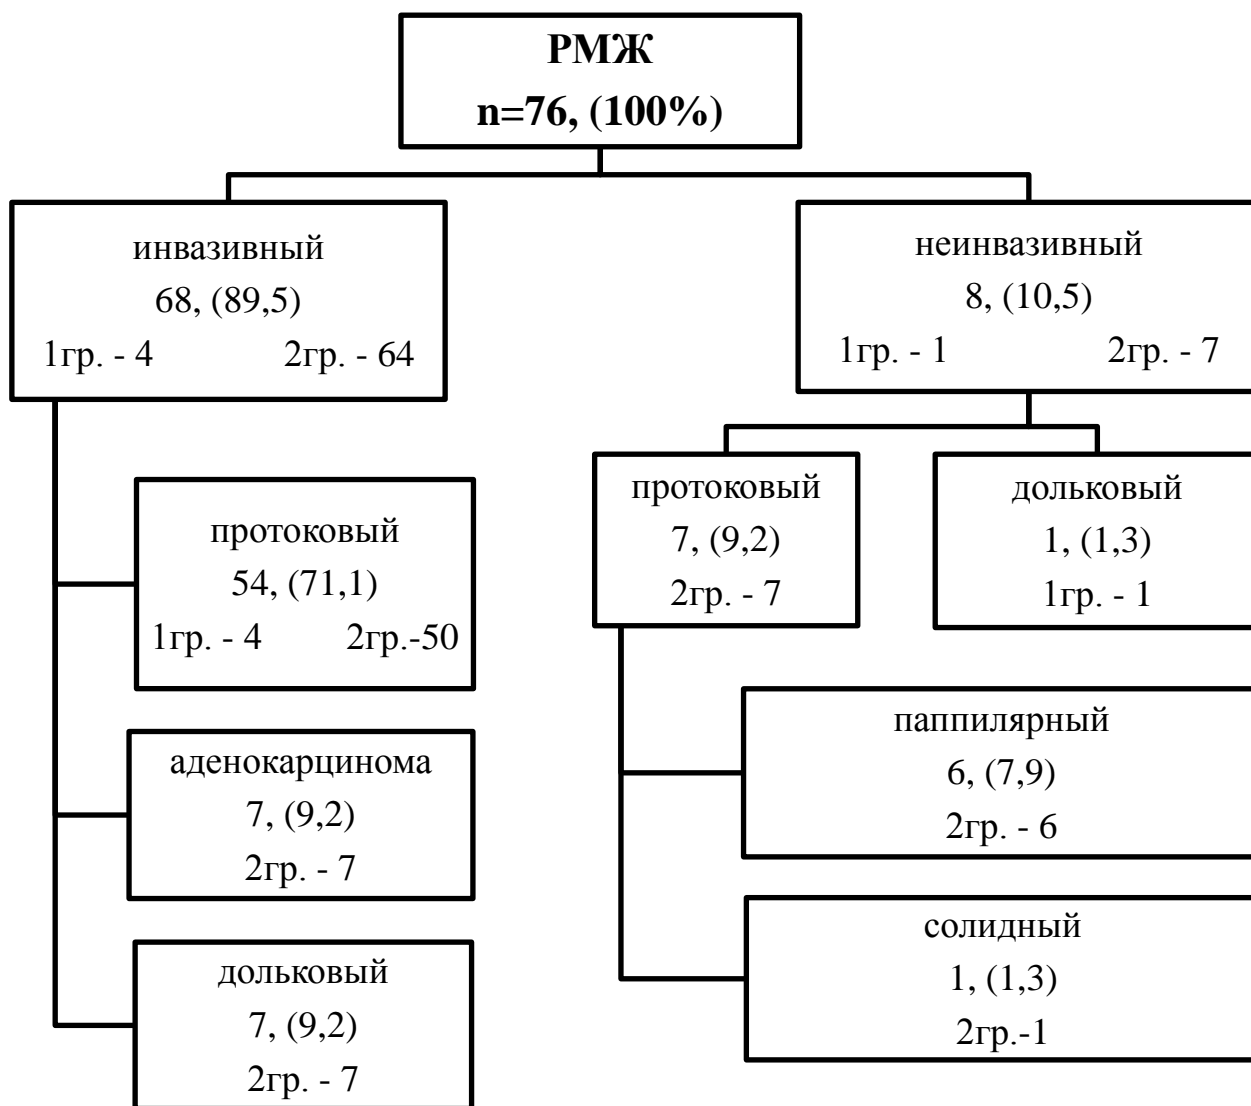 РМЖ
n=76, (100%)
инвазивный
68, (89,5)
1гр. - 4 2гр. - 64
неинвазивный
8, (10,5)
1гр. - 1 2гр. - 7
протоковый
54, (71,1)
1гр. - 4 2гр.-50
аденокарцинома
7, (9,2)
2гр. - 7
дольковый
7, (9,2)
2гр. - 7
протоковый
7, (9,2)
2гр. - 7
дольковый
1, (1,3)
1гр. - 1
паппилярный
6, (7,9)
2гр. - 6
солидный
1, (1,3)
2гр.-1